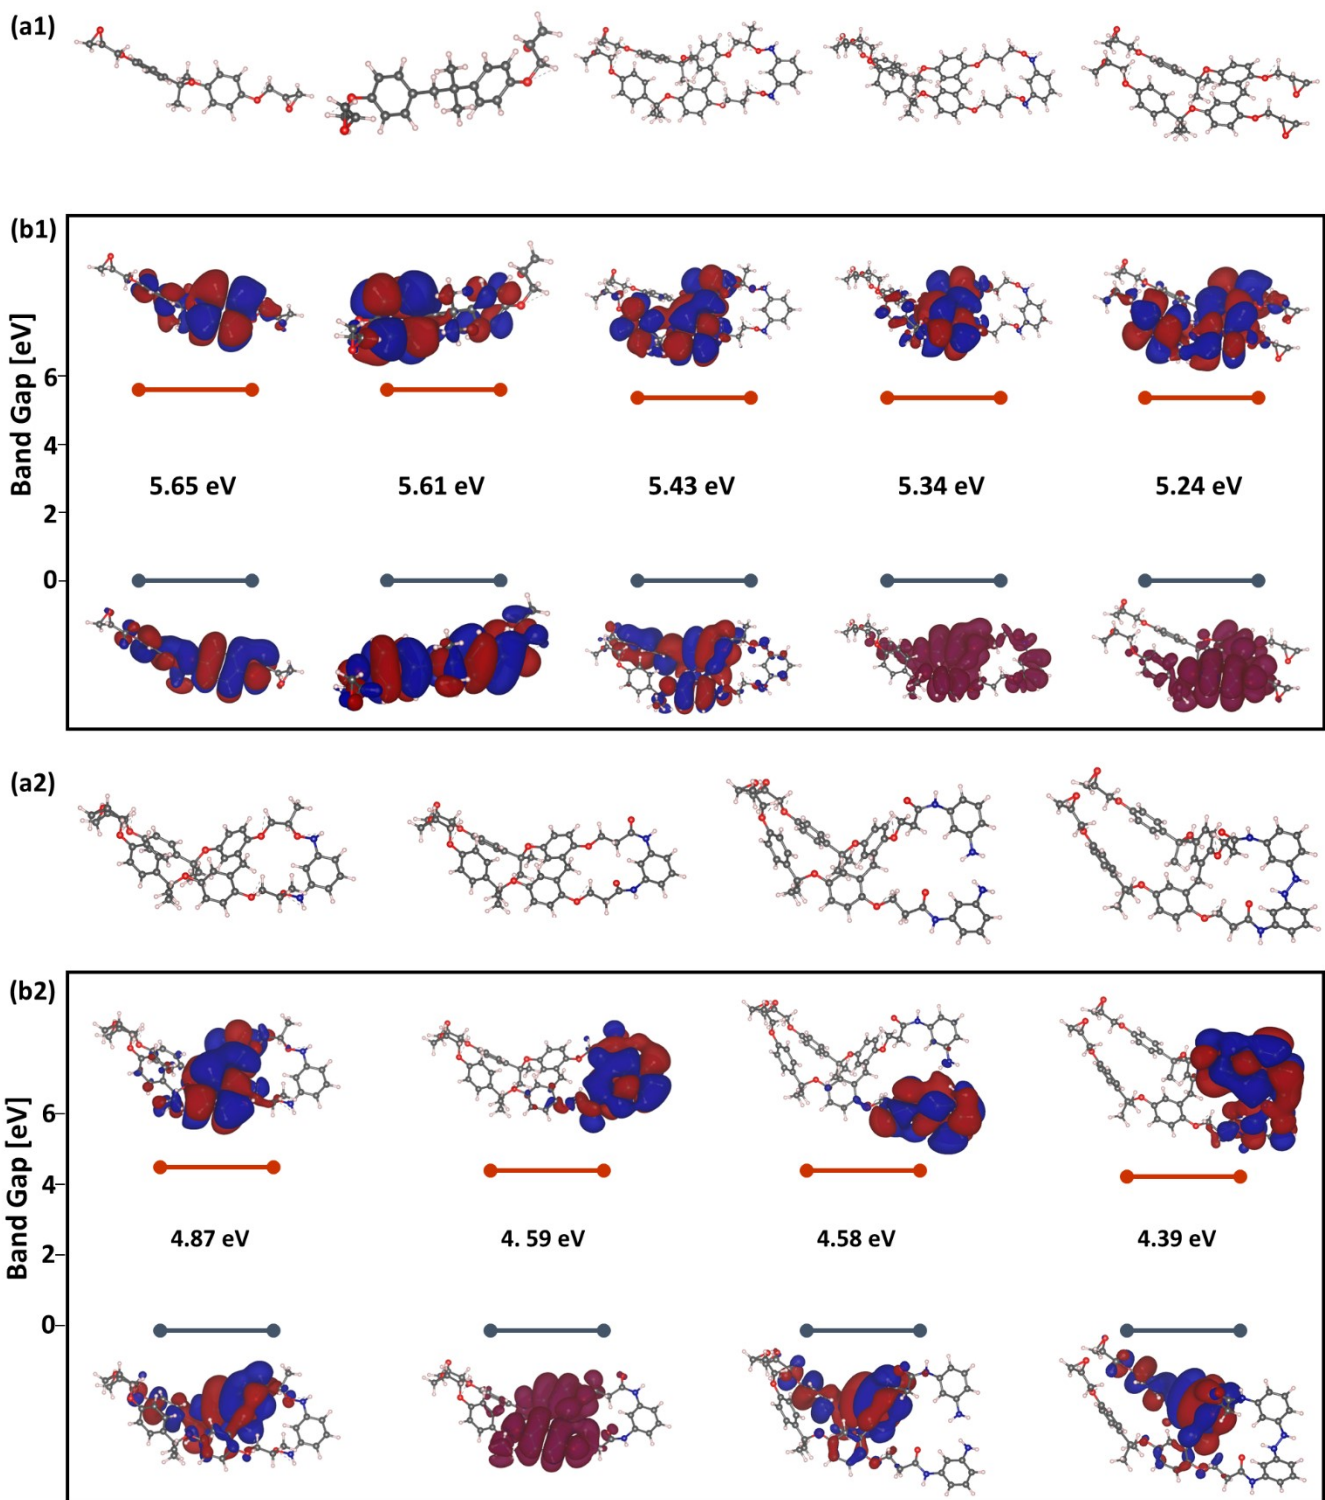 (a1)
(b1)
Band Gap [eV]
6
4
2
0
5.65 eV
5.61 eV
5.43 eV
5.34 eV
5.24 eV
(a2)
(b2)
Band Gap [eV]
6
4
2
0
4.87 eV
4. 59 eV
4.58 eV
4.39 eV